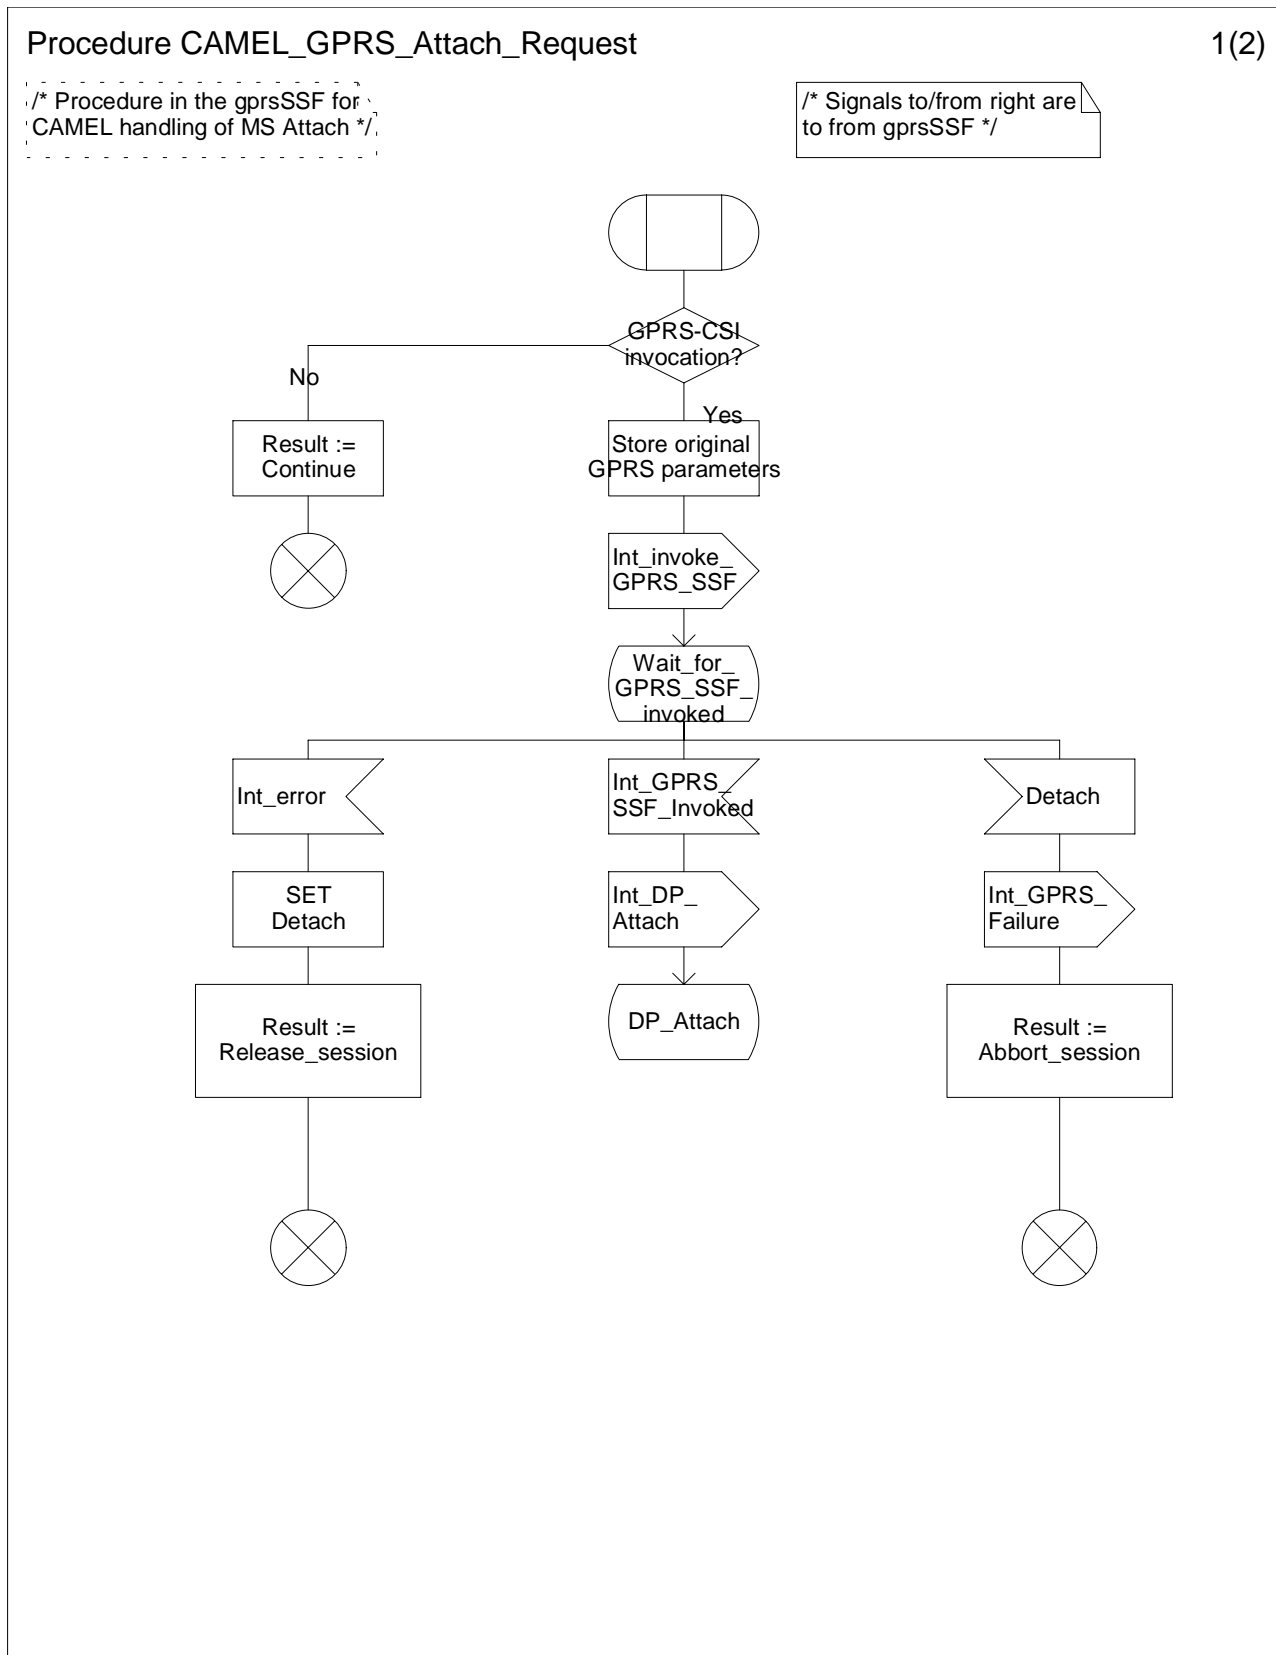 Procedure CAMEL_GPRS_Attach_Request
1(2)
/* Procedure in the gprsSSF for
CAMEL handling of MS Attach */
/* Signals to/from right are
to from gprsSSF */
GPRS-CSI
invocation?
No
Yes
Result :=
Continue
Store original
GPRS parameters
Int_invoke_
GPRS_SSF
Wait_for_
GPRS_SSF_
invoked
Int_error
Int_GPRS_
SSF_Invoked
Detach
SET
Detach
Int_DP_
Attach
Int_GPRS_
Failure
Result :=
Release_session
DP_Attach
Result :=
Abbort_session